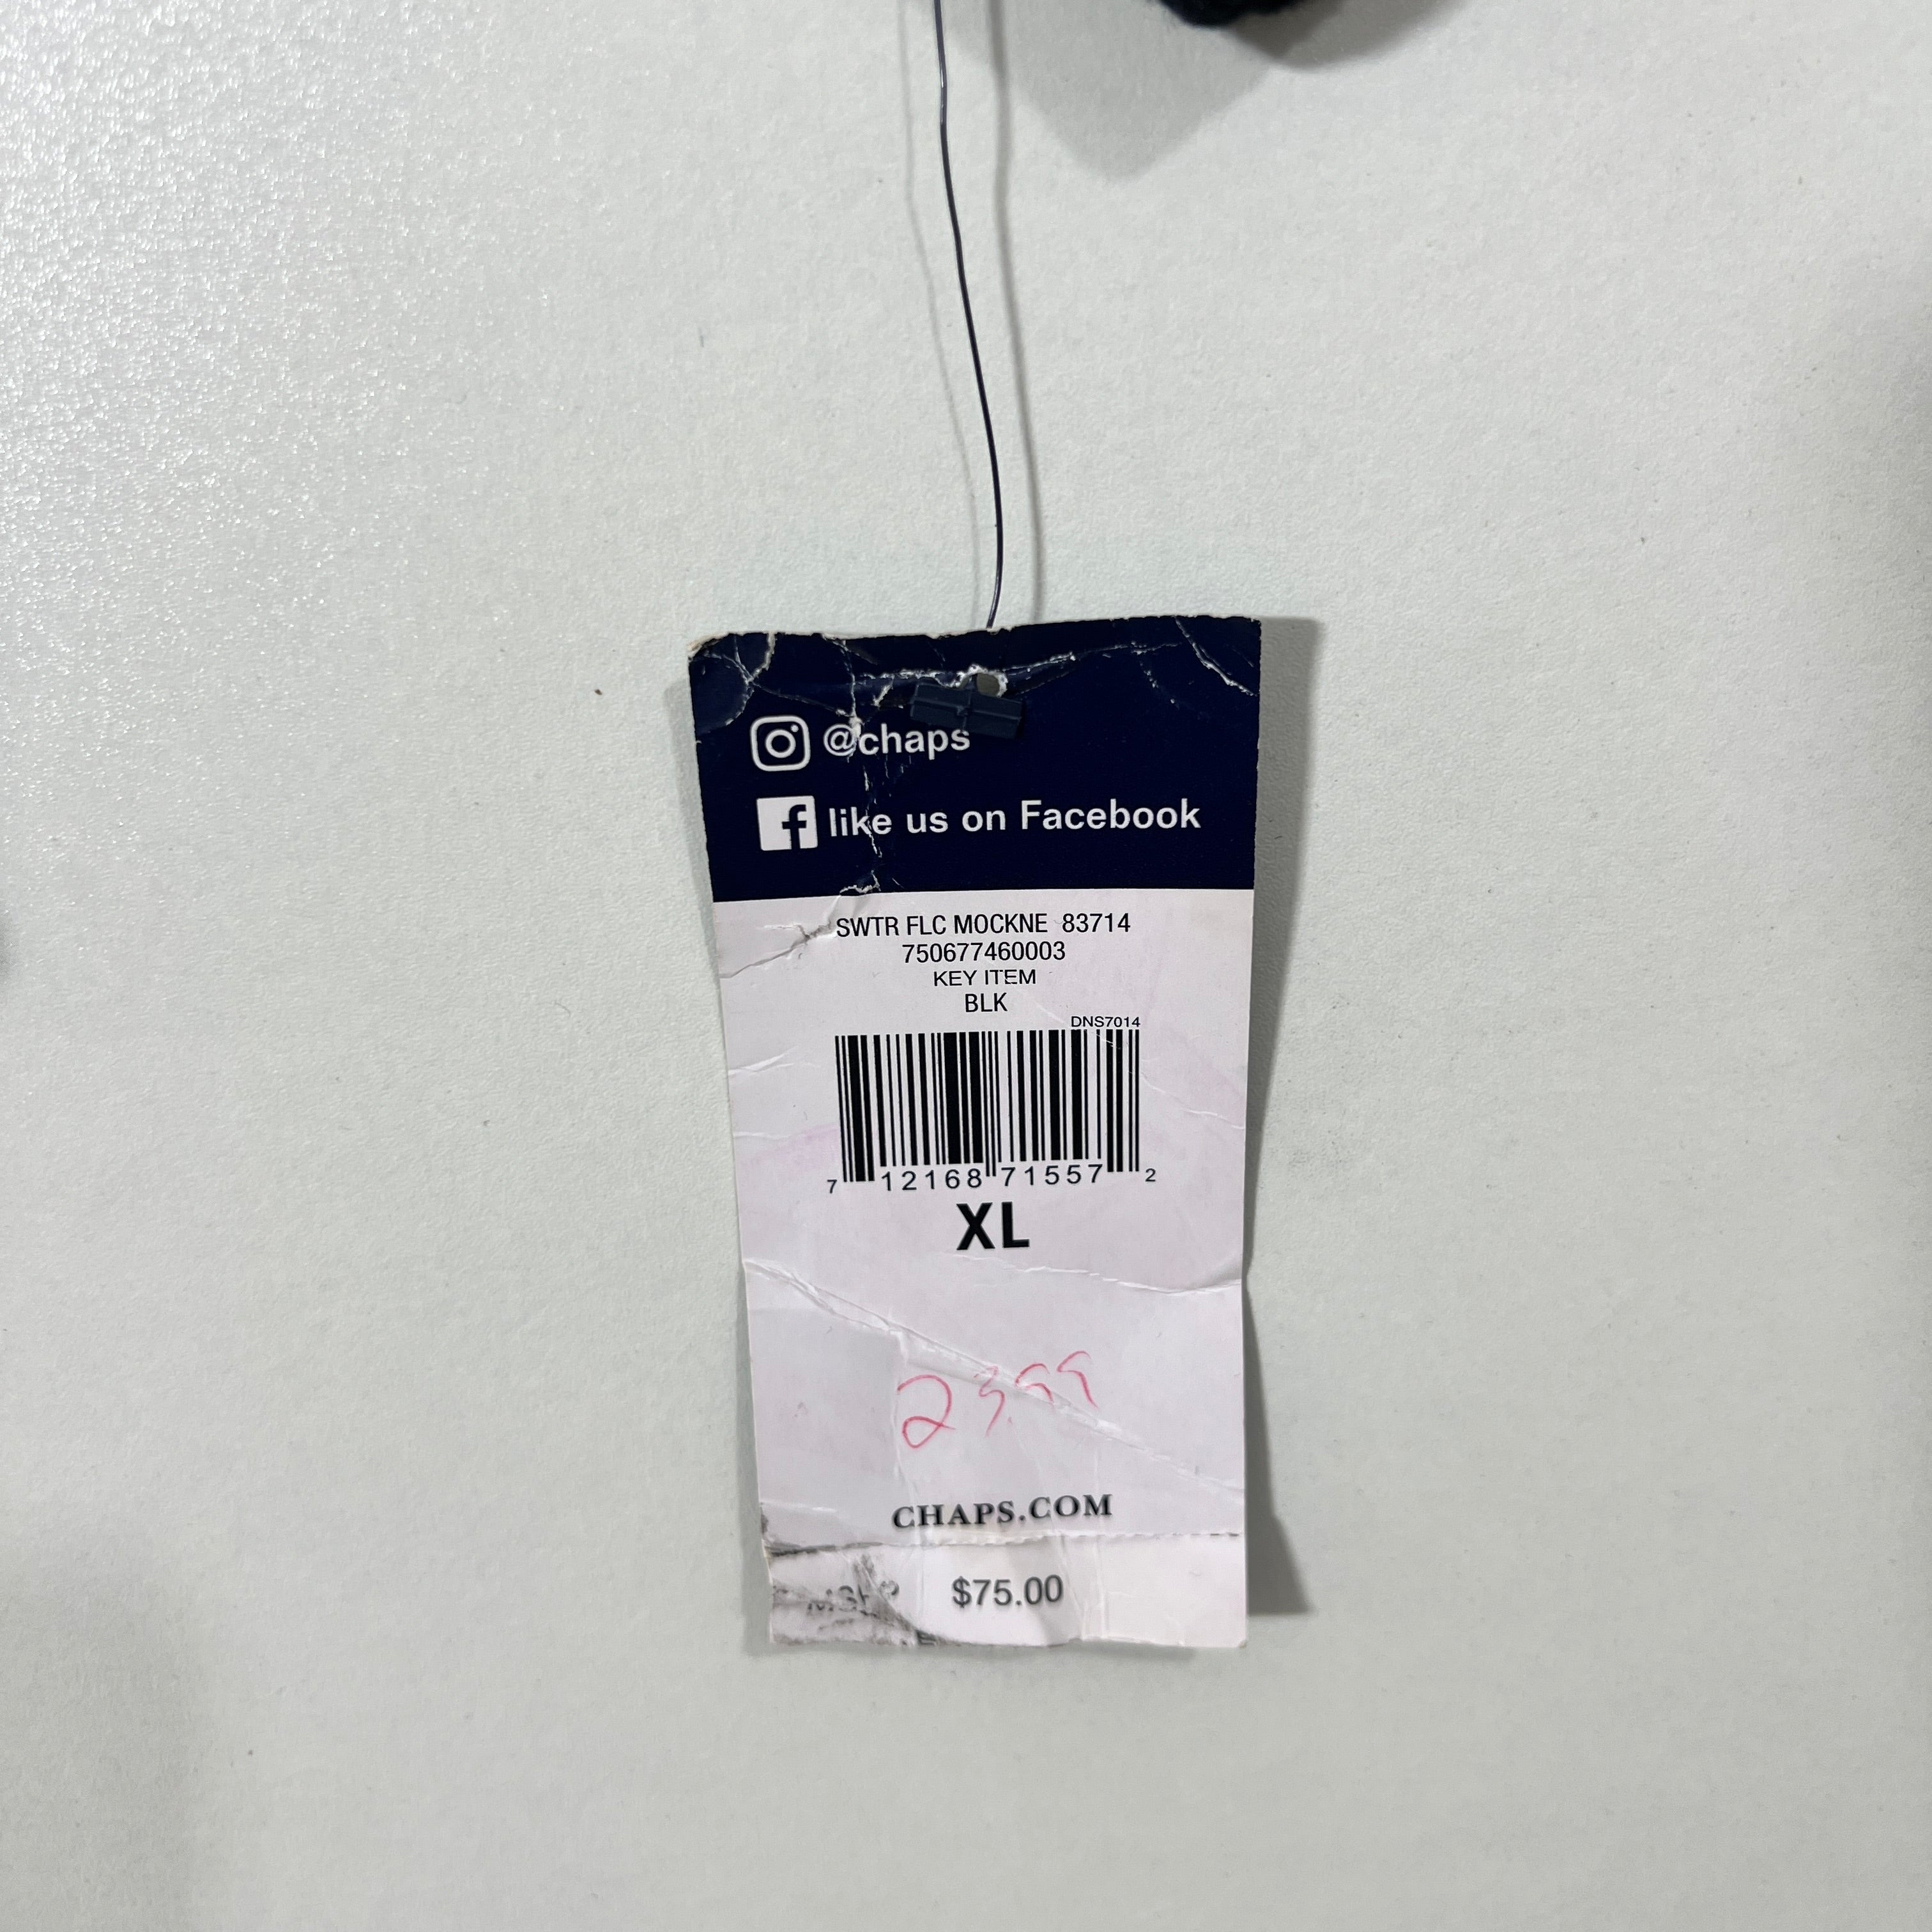 @chaps
like us on Facebook
SWTR FLC MOCKNE 83714
750677460003
KEY ITEM
BLK
DNS7014
7 12168 71557 2
XL
23.99
CHAPS.COM
$75.00